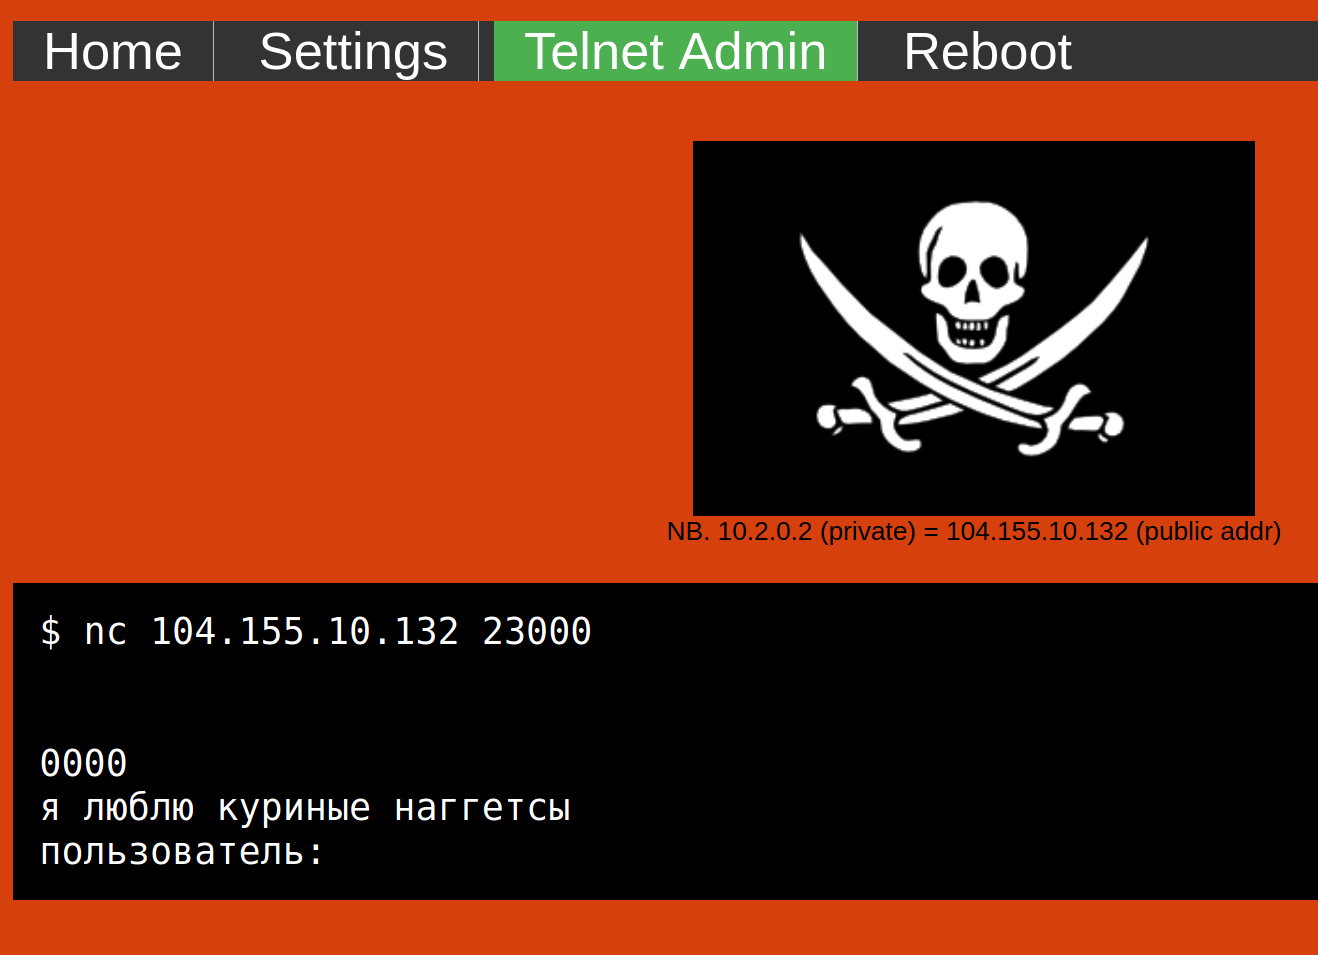 Home Settings Telnet Admin Reboot
NB. 10.2.0.2 (private) = 104.155.10.132 (public addr)
$ nc 104.155.10.132 23000
0000
я люблю куриные наггетсы
пользователь: